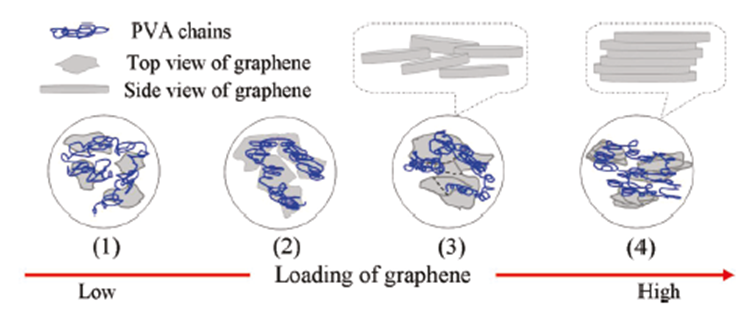 PVA chains
Top view of graphene
Side view of graphene
(1) (2) (3) (4)
Loading of graphene
Low High